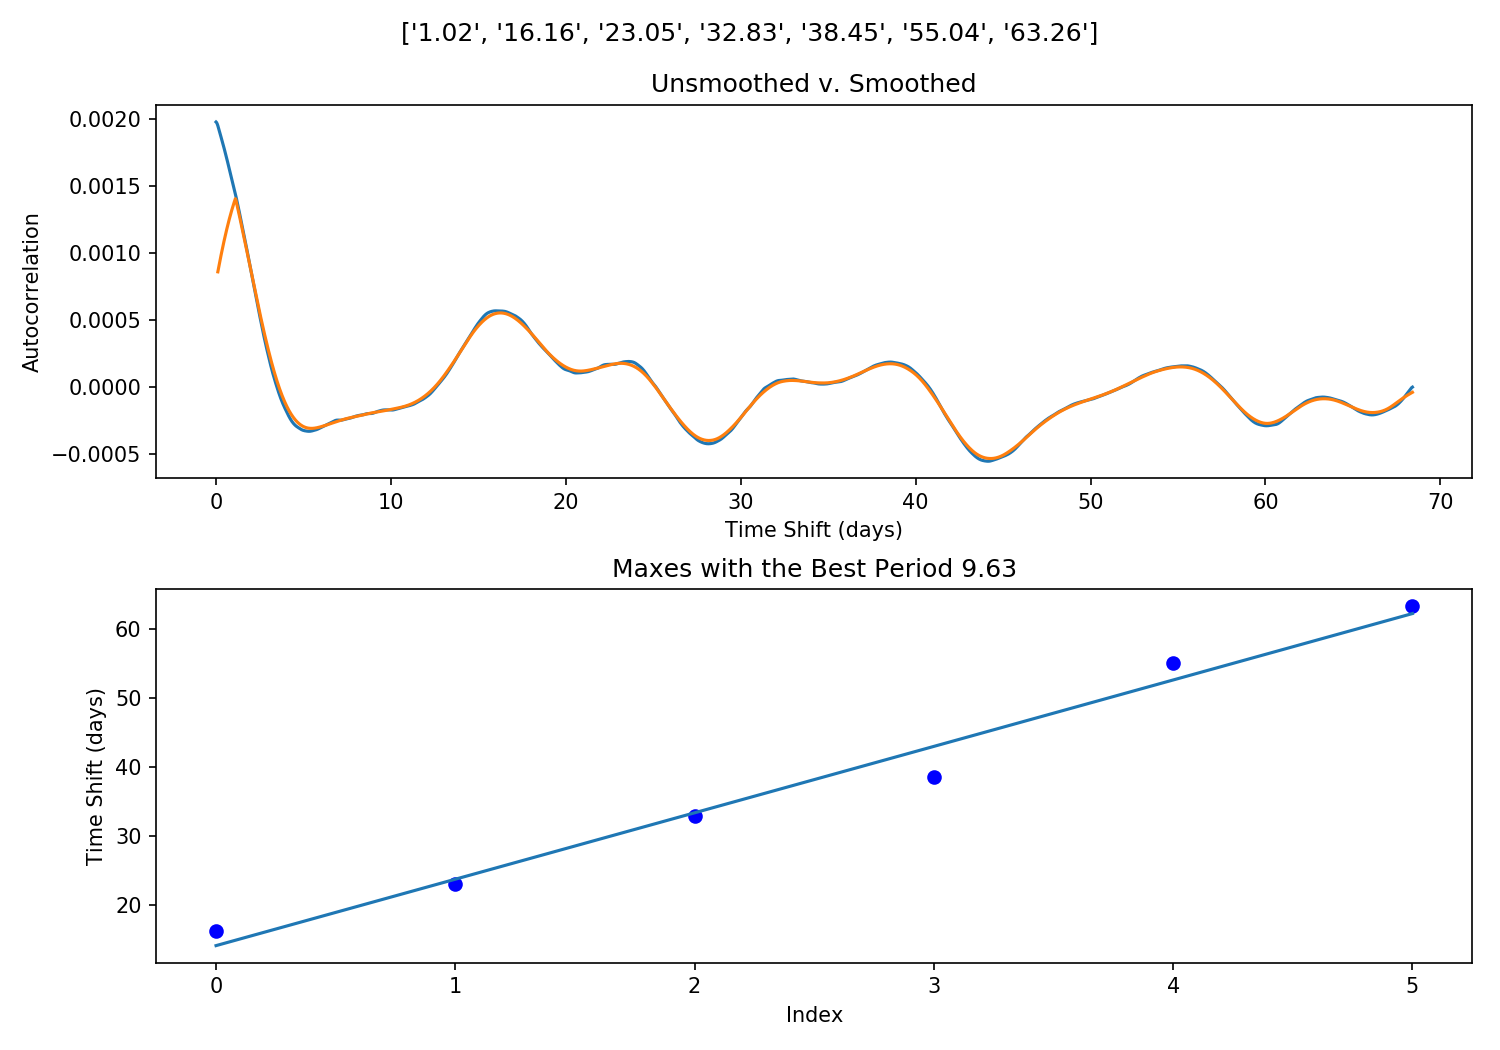 ['1.02', '16.16', '23.05', '32.83', '38.45', '55.04', '63.26']
Unsmoothed v. Smoothed
Autocorrelation
0.0020
0.0015
0.0010
0.0005
0.0000
−0.0005
0 10 20 30 40 50 60 70
Time Shift (days)
Maxes with the Best Period 9.63
Time Shift (days)
60
50
40
30
20
0 1 2 3 4 5
Index